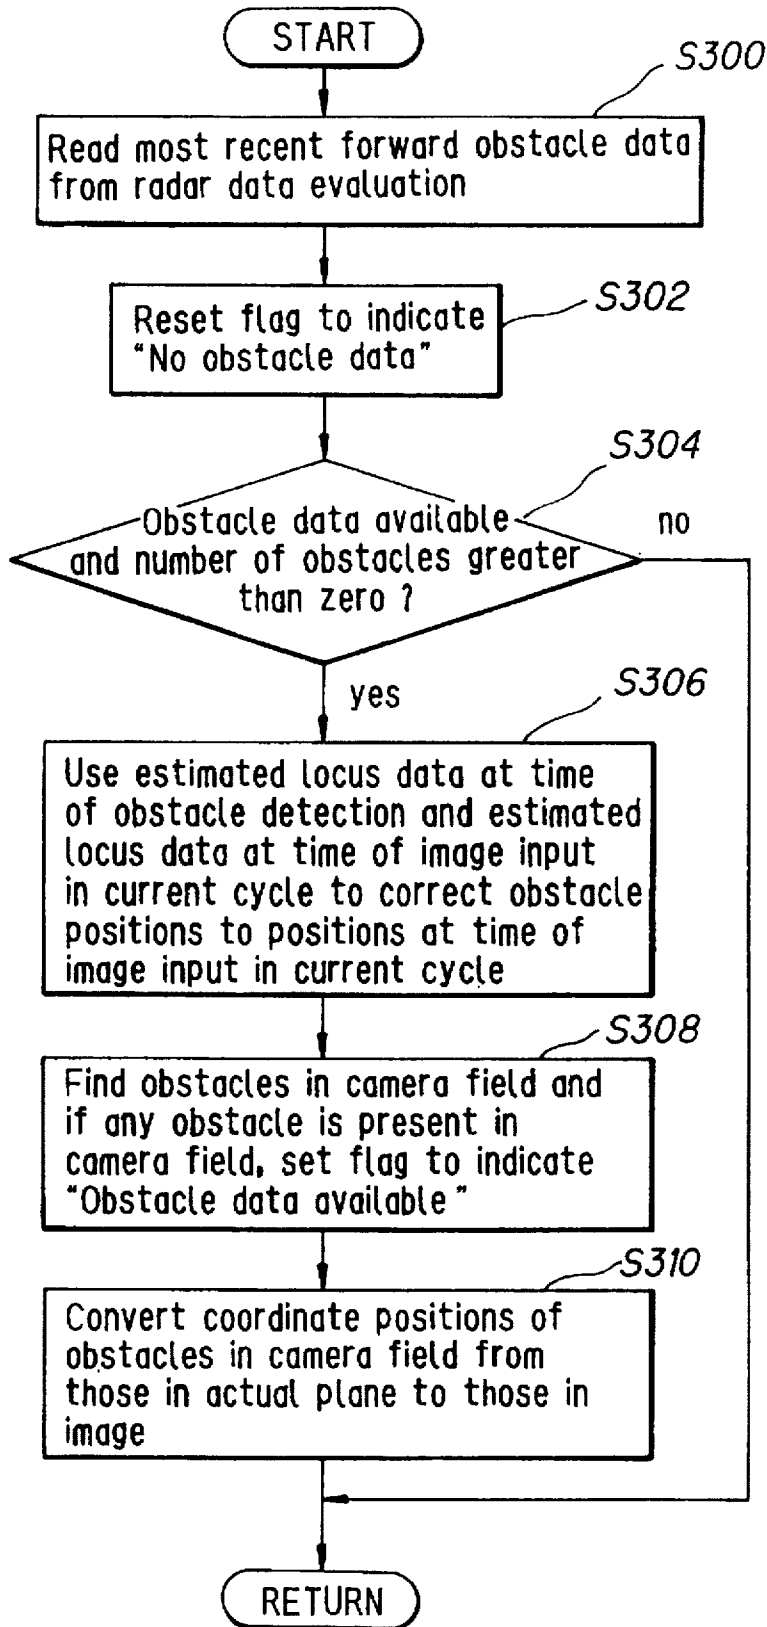 START
S300
Read most recent forward obstacle data
from radar data evaluation
S302
Reset flag to indicate
“No obstacle data”
S304
Obstacle data available
and number of obstacles greater
than zero ?
no
yes
S306
Use estimated locus data at time
of obstacle detection and estimated
locus data at time of image input
in current cycle to correct obstacle
positions to positions at time of
image input in current cycle
S308
Find obstacles in camera field and
if any obstacle is present in
camera field, set flag to indicate
“Obstacle data available”
S310
Convert coordinate positions of
obstacles in camera field from
those in actual plane to those in
image
RETURN